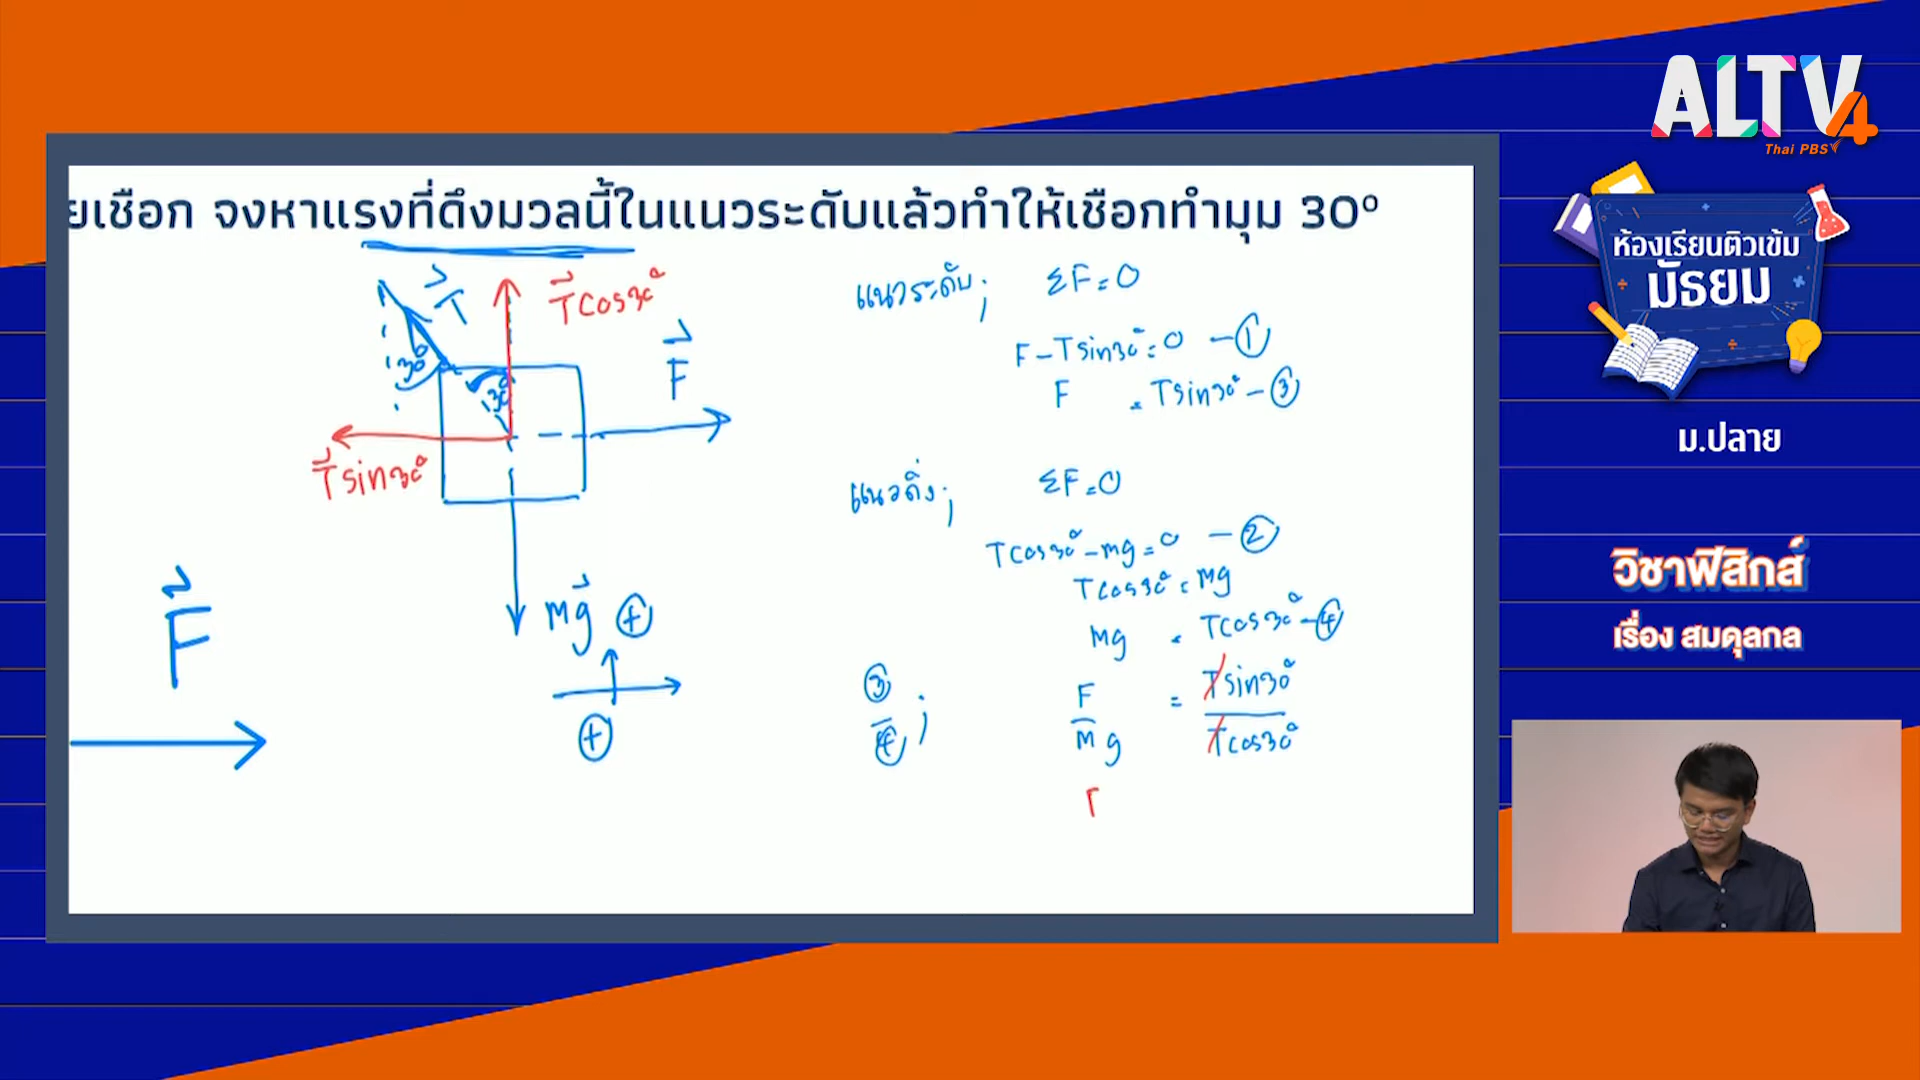 ALTV4
Thai PBS
ห้องเรียนติวเข้ม
มัธยม
ม.ปลาย
วิชาฟิสิกส์
เรื่อง สมดุลกล
ยเชือก จงหาแรงที่ดึงมวลนี้ในแนวระดับแล้วทำให้เชือกทำมุม 30º
T
Tcos30°
30°
30°
F
Tsin30°
mg
+
+
F
แนวระดับ; ΣF=0
F-Tsin30°=0 -①
F = Tsin30° -③
แนวดิ่ง; ΣF=0
Tcos30°-mg=0 -②
Tcos30°=mg
mg = Tcos30° -④
③/④; F/mg = Tsin30°/Tcos30°